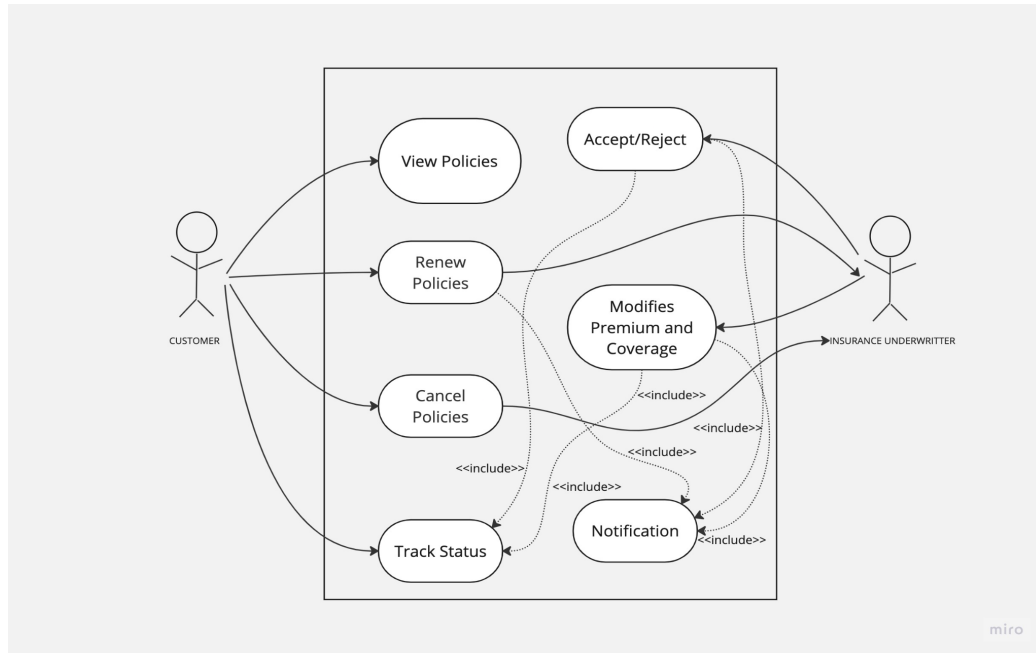 View Policies
Accept/Reject
Renew
Policies
Modifies
Premium and
Coverage
CUSTOMER
INSURANCE UNDERWRITTER
Cancel
Policies
<<include>>
<<include>>
<<include>>
<<include>>
<<include>>
Track Status
Notification
<<include>>
miro